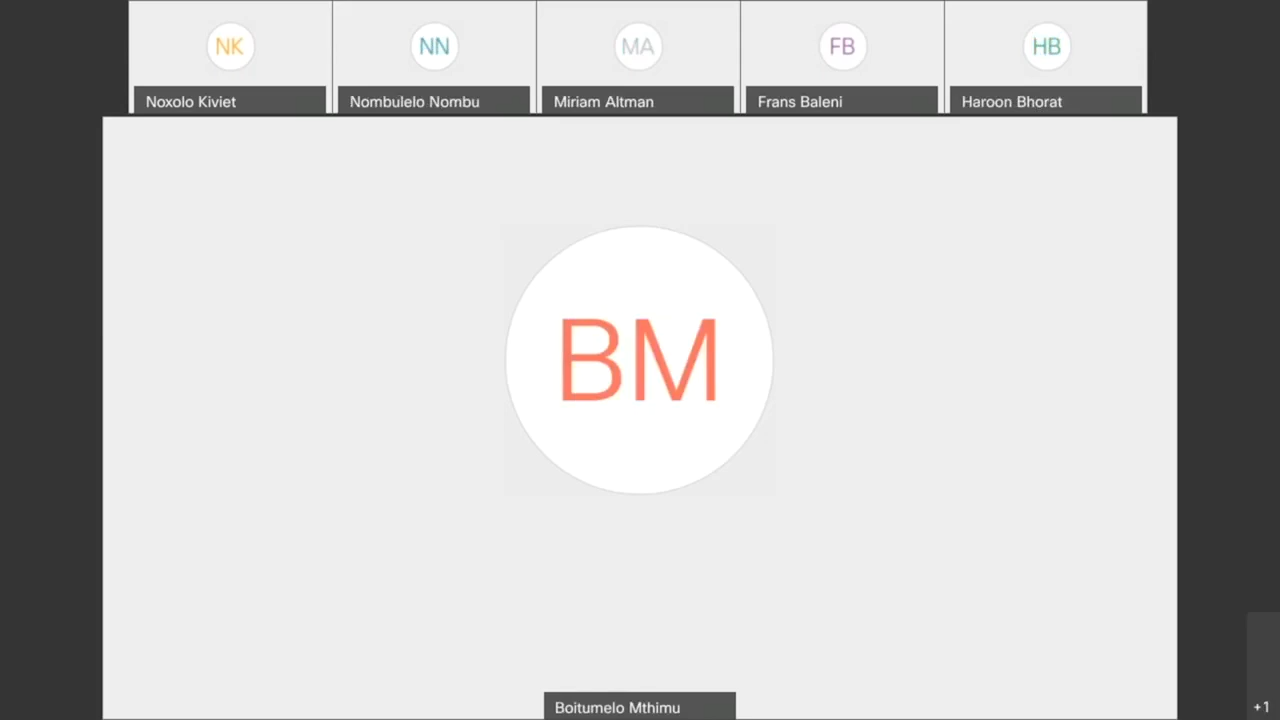 NK NN MA FB HB
Noxolo Kiviet Nombulelo Nombu Miriam Altman Frans Baleni Haroon Bhorat
BM
Boitumelo Mthimu
+1